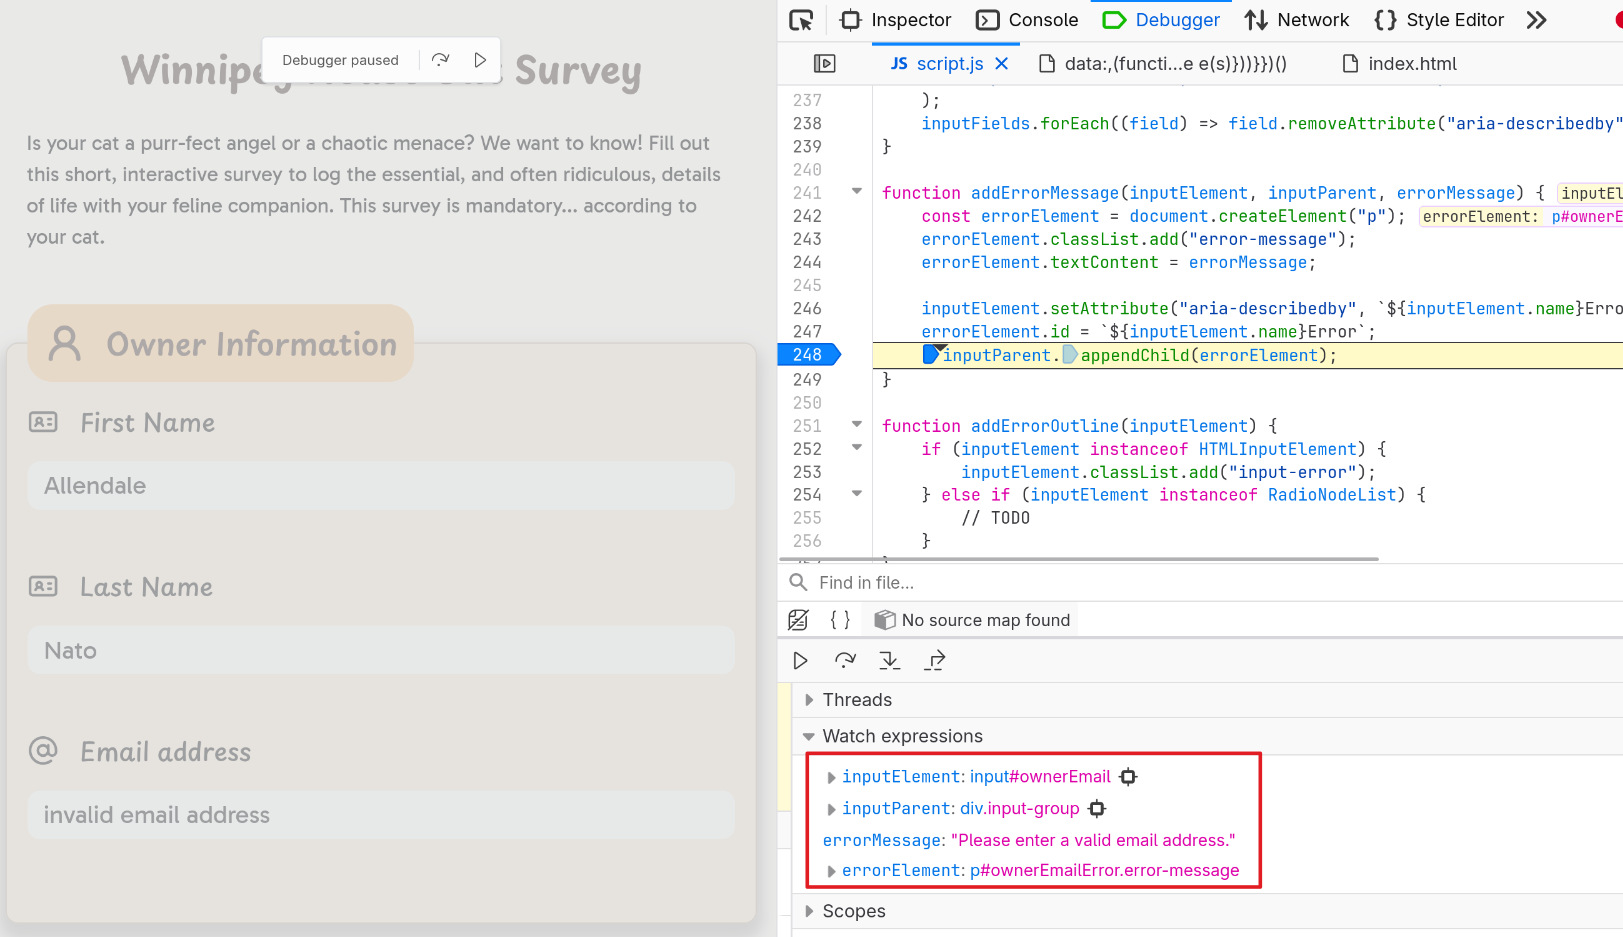 Winnipeg House Cat Survey
Debugger paused
Is your cat a purr-fect angel or a chaotic menace? We want to know! Fill out
this short, interactive survey to log the essential, and often ridiculous, details
of life with your feline companion. This survey is mandatory... according to
your cat.
Owner Information
First Name
Allendale
Last Name
Nato
Email address
invalid email address
Inspector Console Debugger Network Style Editor
JS script.js data:,(functi...e e(s)}))}})() index.html
237 );
238 inputFields.forEach((field) => field.removeAttribute("aria-describedby"
239 }
240
241 function addErrorMessage(inputElement, inputParent, errorMessage) { inputEl
242 const errorElement = document.createElement("p"); errorElement: p#ownerE
243 errorElement.classList.add("error-message");
244 errorElement.textContent = errorMessage;
245
246 inputElement.setAttribute("aria-describedby", `${inputElement.name}Erro
247 errorElement.id = `${inputElement.name}Error`;
248 inputParent.appendChild(errorElement);
249 }
250
251 function addErrorOutline(inputElement) {
252 if (inputElement instanceof HTMLInputElement) {
253 inputElement.classList.add("input-error");
254 } else if (inputElement instanceof RadioNodeList) {
255 // TODO
256 }
Find in file...
{ } No source map found
Threads
Watch expressions
inputElement: input#ownerEmail
inputParent: div.input-group
errorMessage: "Please enter a valid email address."
errorElement: p#ownerEmailError.error-message
Scopes